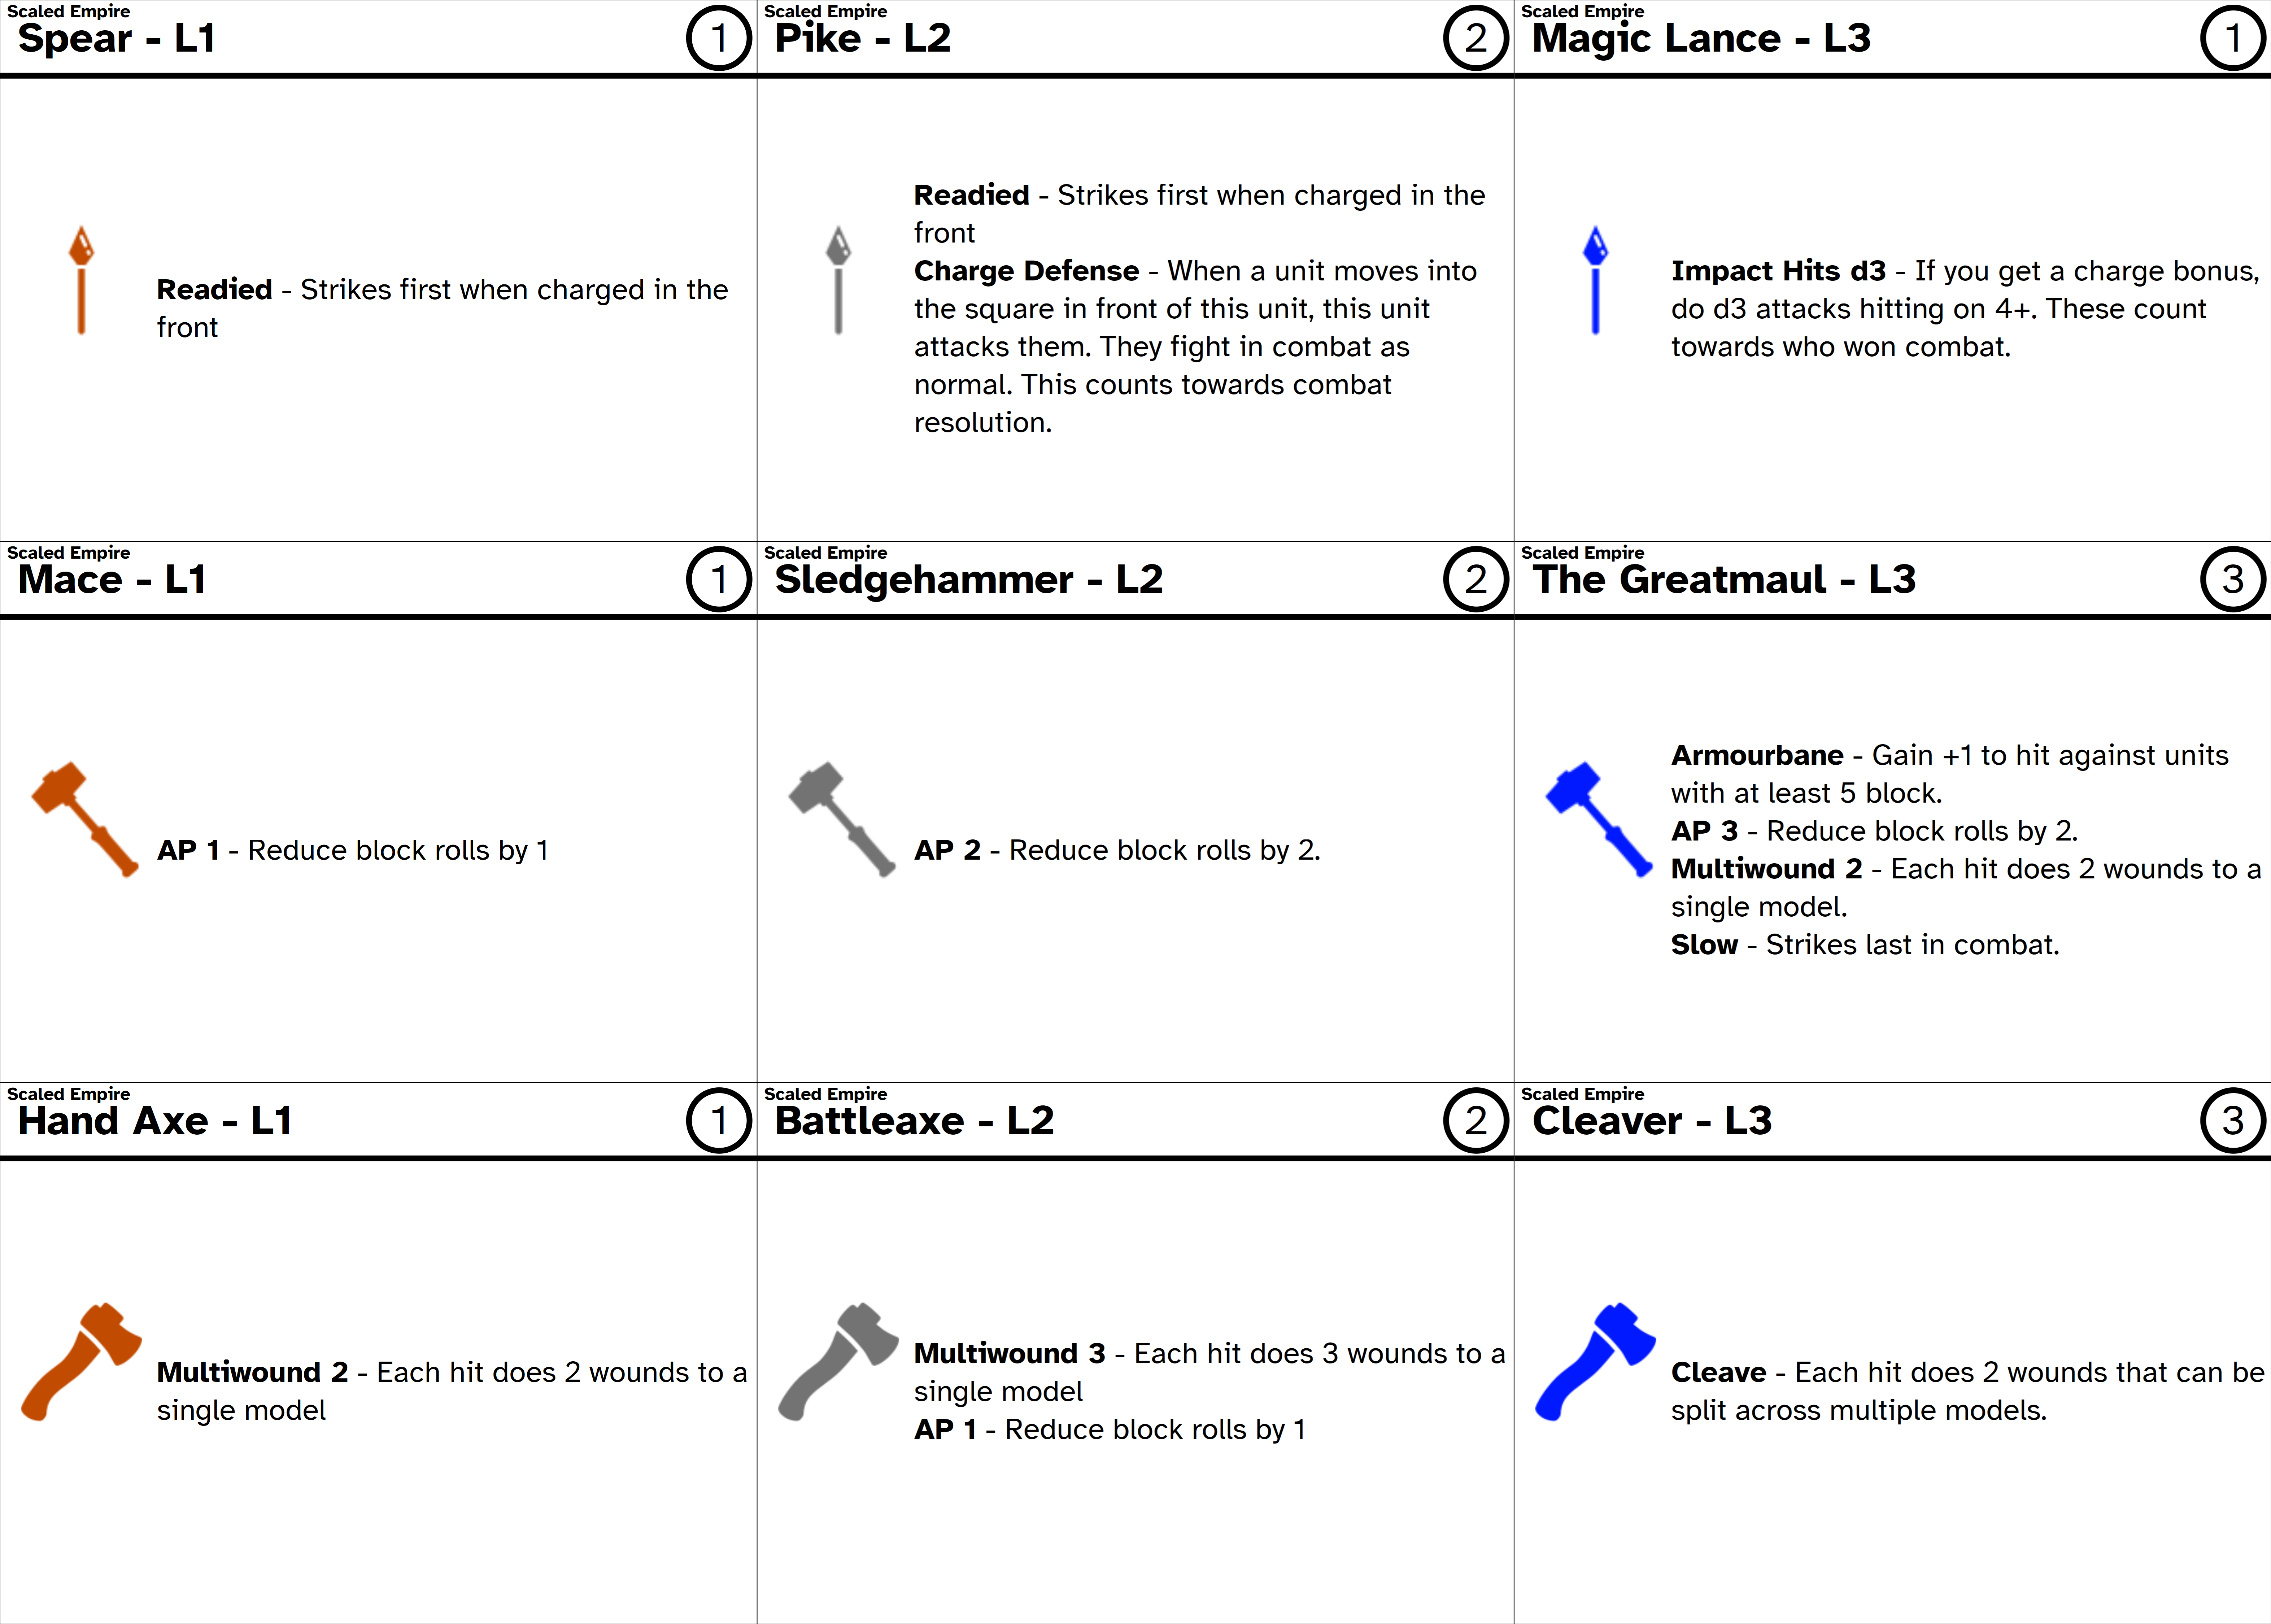 Scaled Empire
Spear - L1
1
Readied - Strikes first when charged in the
front
Scaled Empire
Pike - L2
2
Readied - Strikes first when charged in the
front
Charge Defense - When a unit moves into
the square in front of this unit, this unit
attacks them. They fight in combat as
normal. This counts towards combat
resolution.
Scaled Empire
Magic Lance - L3
1
Impact Hits d3 - If you get a charge bonus,
do d3 attacks hitting on 4+. These count
towards who won combat.
Scaled Empire
Mace - L1
1
AP 1 - Reduce block rolls by 1
Scaled Empire
Sledgehammer - L2
2
AP 2 - Reduce block rolls by 2.
Scaled Empire
The Greatmaul - L3
3
Armourbane - Gain +1 to hit against units
with at least 5 block.
AP 3 - Reduce block rolls by 2.
Multiwound 2 - Each hit does 2 wounds to a
single model.
Slow - Strikes last in combat.
Scaled Empire
Hand Axe - L1
1
Multiwound 2 - Each hit does 2 wounds to a
single model
Scaled Empire
Battleaxe - L2
2
Multiwound 3 - Each hit does 3 wounds to a
single model
AP 1 - Reduce block rolls by 1
Scaled Empire
Cleaver - L3
3
Cleave - Each hit does 2 wounds that can be
split across multiple models.